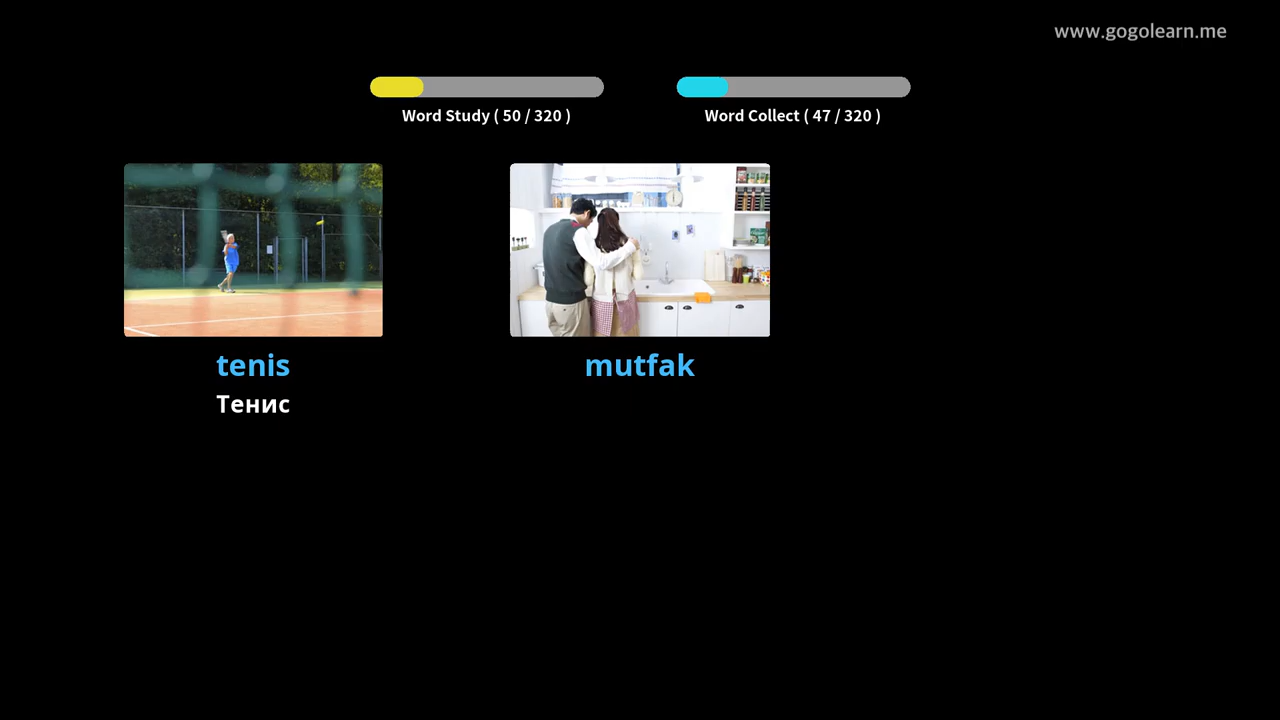 www.gogolearn.me
Word Study ( 50 / 320 )
Word Collect ( 47 / 320 )
tenis
Тенис
mutfak